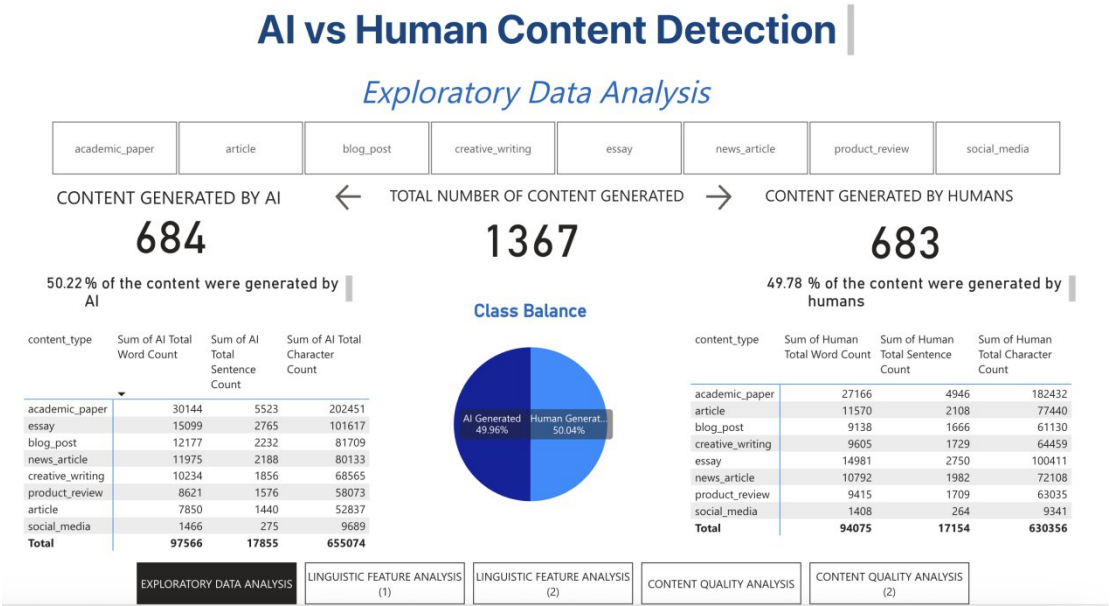 AI vs Human Content Detection
Exploratory Data Analysis
academic_paper article blog_post creative_writing essay news_article product_review social_media
CONTENT GENERATED BY AI TOTAL NUMBER OF CONTENT GENERATED CONTENT GENERATED BY HUMANS
684 1367 683
50.22 % of the content were generated by
AI
49.78 % of the content were generated by
humans
Class Balance
AI Generated
49.96%
Human Generat...
50.04%
content_type Sum of AI Total Sum of AI Sum of AI Total
Word Count Total Character
Sentence Count
Count
academic_paper 30144 5523 202451
essay 15099 2765 101617
blog_post 12177 2232 81709
news_article 11975 2188 80133
creative_writing 10234 1856 68565
product_review 8621 1576 58073
article 7850 1440 52837
social_media 1466 275 9689
Total 97566 17855 655074
content_type Sum of Human Sum of Human Sum of Human
Total Word Count Total Sentence Total Character
Count Count
academic_paper 27166 4946 182432
article 11570 2108 77440
blog_post 9138 1666 61130
creative_writing 9605 1729 64459
essay 14981 2750 100411
news_article 10792 1982 72108
product_review 9415 1709 63035
social_media 1408 264 9341
Total 94075 17154 630356
EXPLORATORY DATA ANALYSIS
LINGUISTIC FEATURE ANALYSIS
(1)
LINGUISTIC FEATURE ANALYSIS
(2)
CONTENT QUALITY ANALYSIS
CONTENT QUALITY ANALYSIS
(2)